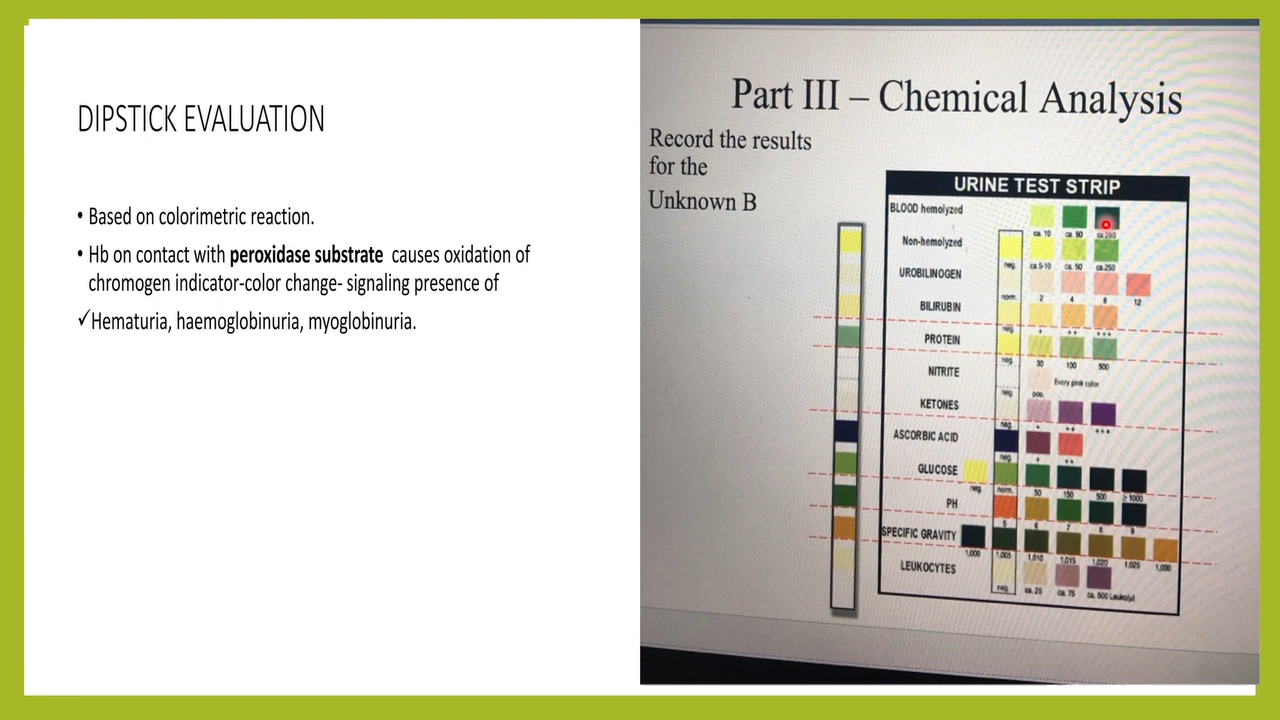 DIPSTICK EVALUATION
• Based on colorimetric reaction.
• Hb on contact with peroxidase substrate causes oxidation of
chromogen indicator-color change- signaling presence of
✓Hematuria, haemoglobinuria, myoglobinuria.
Part III – Chemical Analysis
Record the results
for the
Unknown B
URINE TEST STRIP
BLOOD hemolyzed
ca. 10 ca. 50 ca.250
Non-hemolyzed
neg. ca.5-10 ca. 50 ca.250
UROBILINOGEN
norm. 2 4 8 12
BILIRUBIN
neg. + ++ +++
PROTEIN
neg. 30 100 500
NITRITE
Every pink color
neg. pos.
KETONES
neg. + ++ +++
ASCORBIC ACID
neg. + ++
GLUCOSE
neg. norm. 50 150 500 ≥ 1000
PH
5 6 7 8 9
SPECIFIC GRAVITY
1,000 1,005 1,010 1,015 1,020 1,025 1,030
LEUKOCYTES
neg. ca. 25 ca. 75 ca. 500 Leuko/µl